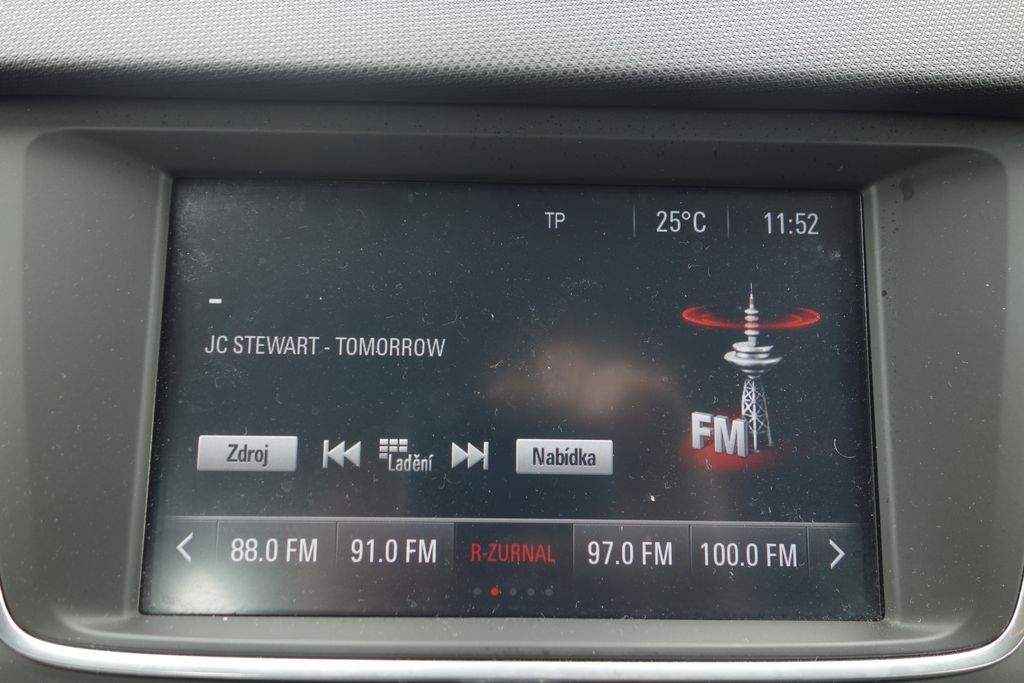 TP 25°C 11:52
-
JC STEWART - TOMORROW
FM
Zdroj Ladění Nabídka
88.0 FM 91.0 FM R-ZURNAL 97.0 FM 100.0 FM